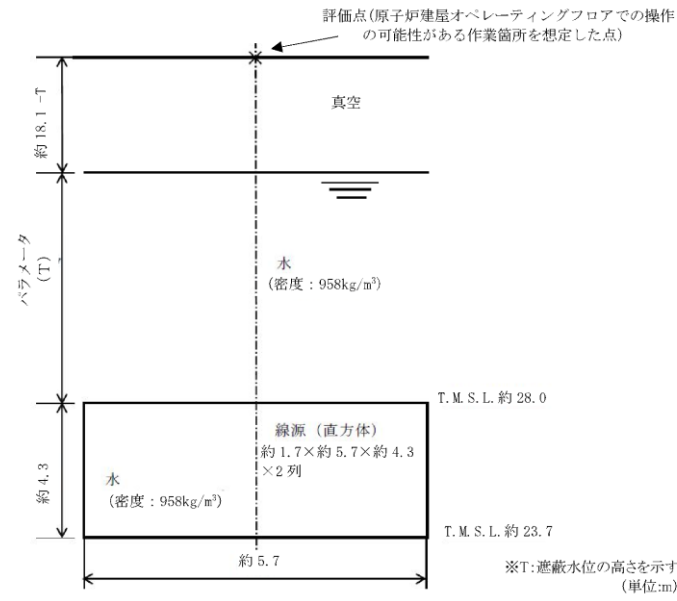 評価点(原子炉建屋オペレーティングフロアでの操作
の可能性がある作業箇所を想定した点)
約18.1-T
真空
パラメータ
(T)
水
(密度:958kg/m³)
T.M.S.L.約28.0
線源(直方体)
約1.7×約5.7×約4.3
×2列
約4.3
水
(密度:958kg/m³)
T.M.S.L.約23.7
約5.7
※T:遮蔽水位の高さを示す
(単位:m)